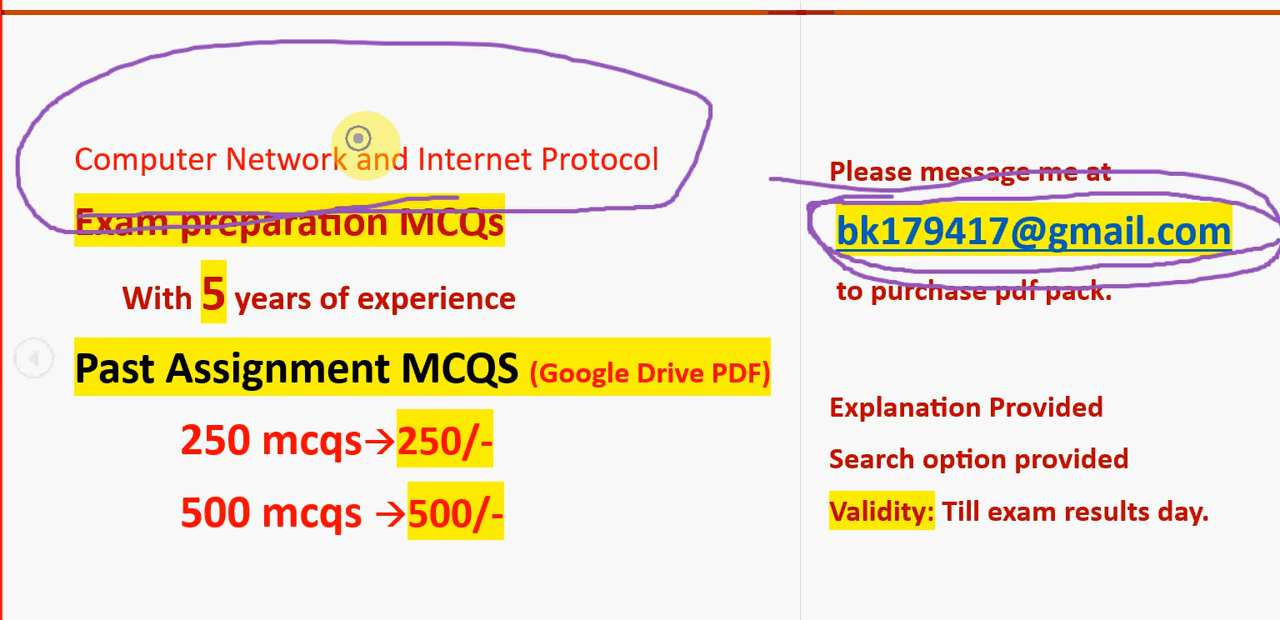 Computer Network and Internet Protocol
Exam preparation MCQs
With 5 years of experience
Past Assignment MCQS (Google Drive PDF)
250 mcqs→250/-
500 mcqs →500/-
Please message me at
bk179417@gmail.com
to purchase pdf pack.
Explanation Provided
Search option provided
Validity: Till exam results day.